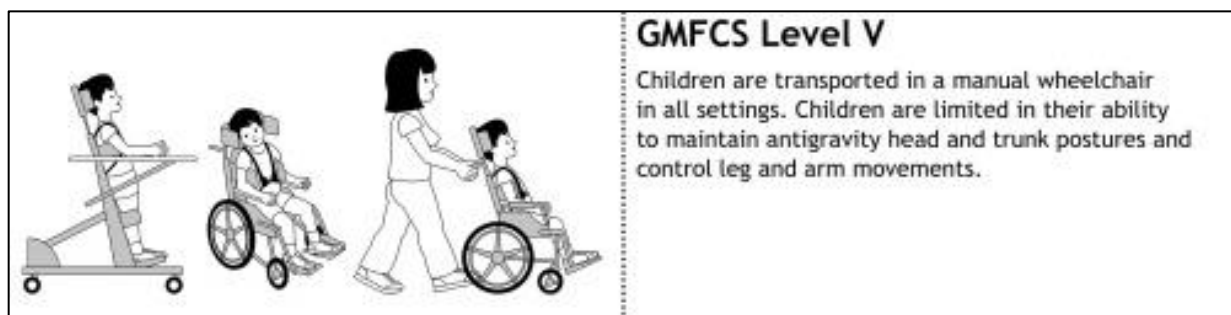 GMFCS Level V
Children are transported in a manual wheelchair
in all settings. Children are limited in their ability
to maintain antigravity head and trunk postures and
control leg and arm movements.